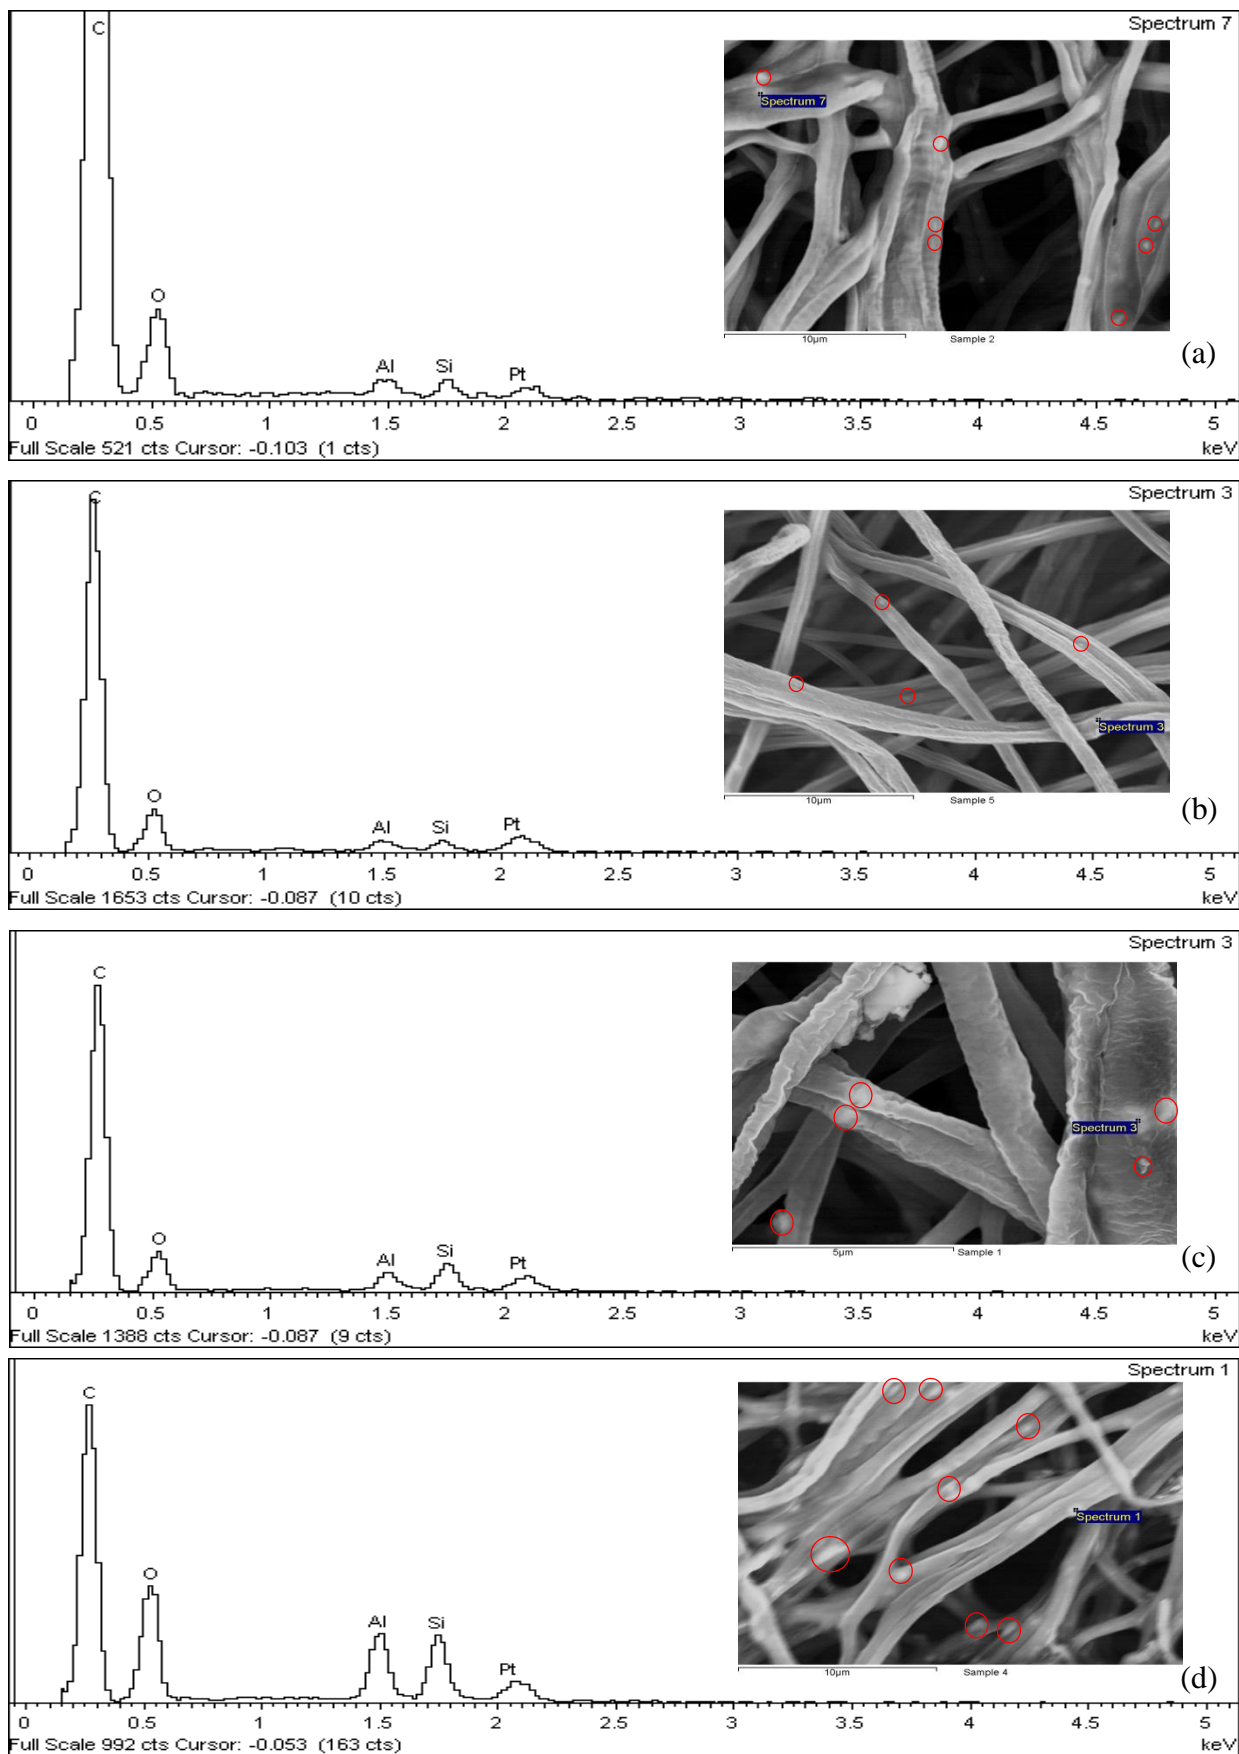 Spectrum 7
C
Spectrum 7
O
Al Si Pt
10µm Sample 2
(a)
0 0.5 1 1.5 2 2.5 3 3.5 4 4.5 5
Full Scale 521 cts Cursor: -0.103 (1 cts) keV
Spectrum 3
C
Spectrum 3
O
Al Si Pt
10µm Sample 5
(b)
0 0.5 1 1.5 2 2.5 3 3.5 4 4.5 5
Full Scale 1653 cts Cursor: -0.087 (10 cts) keV
Spectrum 3
C
Spectrum 3
O
Al Si Pt
5µm Sample 1
(c)
0 0.5 1 1.5 2 2.5 3 3.5 4 4.5 5
Full Scale 1388 cts Cursor: -0.087 (9 cts) keV
Spectrum 1
C
Spectrum 1
O
Al Si Pt
10µm Sample 4
(d)
0 0.5 1 1.5 2 2.5 3 3.5 4 4.5 5
Full Scale 992 cts Cursor: -0.053 (163 cts) keV